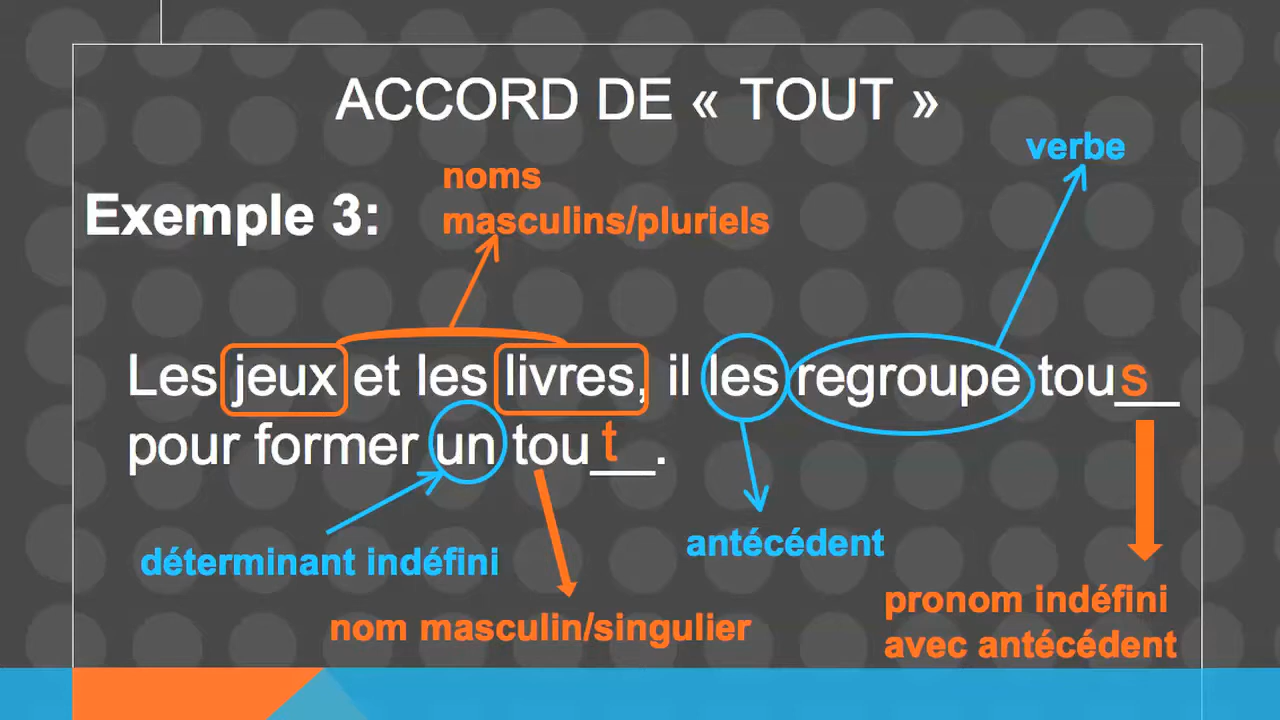 ACCORD DE « TOUT »
verbe
noms
masculins/pluriels
Exemple 3:
Les jeux et les livres, il les regroupe tous__
pour former un tout__.
déterminant indéfini
antécédent
nom masculin/singulier
pronom indéfini
avec antécédent